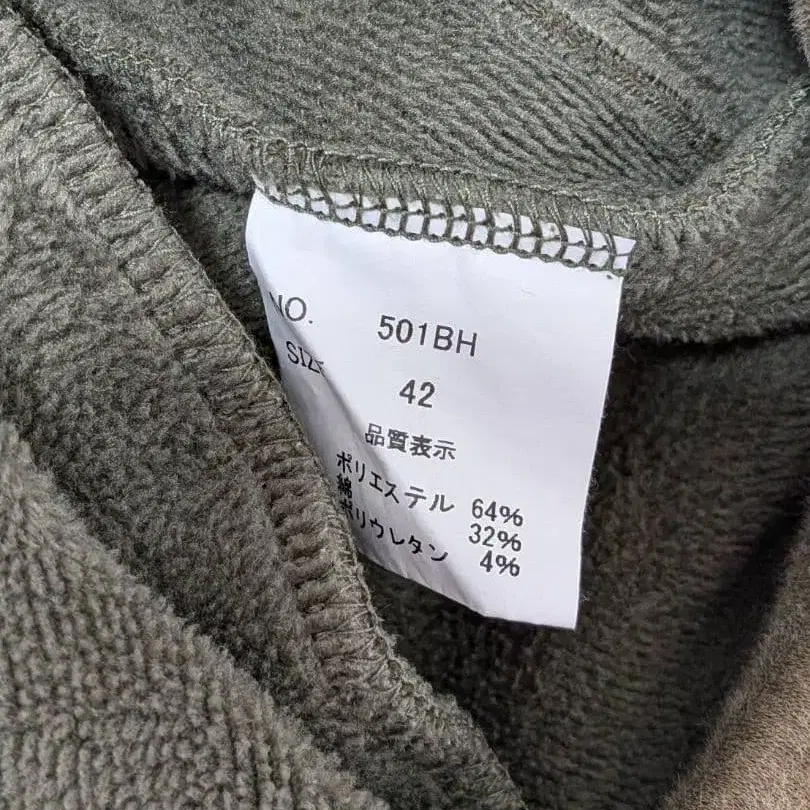 NO. 501BH
SIZE 42
品質表示
ポリエステル 64%
綿 32%
ポリウレタン 4%